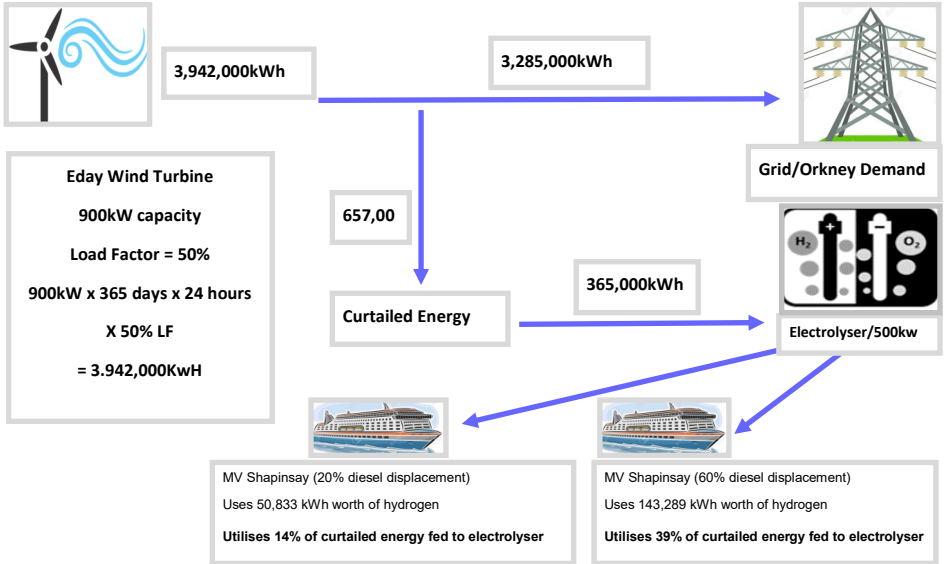 3,942,000kWh
3,285,000kWh
Grid/Orkney Demand
Eday Wind Turbine
900kW capacity
Load Factor = 50%
900kW x 365 days x 24 hours
X 50% LF
= 3.942,000KwH
657,00
Curtailed Energy
365,000kWh
+
−
H2
O2
Electrolyser/500kw
MV Shapinsay (20% diesel displacement)
Uses 50,833 kWh worth of hydrogen
Utilises 14% of curtailed energy fed to electrolyser
MV Shapinsay (60% diesel displacement)
Uses 143,289 kWh worth of hydrogen
Utilises 39% of curtailed energy fed to electrolyser